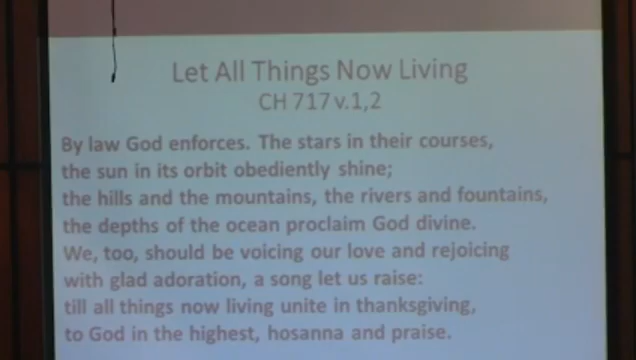 Let All Things Now Living
CH 717 v.1,2
By law God enforces. The stars in their courses,
the sun in its orbit obediently shine;
the hills and the mountains, the rivers and fountains,
the depths of the ocean proclaim God divine.
We, too, should be voicing our love and rejoicing
with glad adoration, a song let us raise:
till all things now living unite in thanksgiving,
to God in the highest, hosanna and praise.